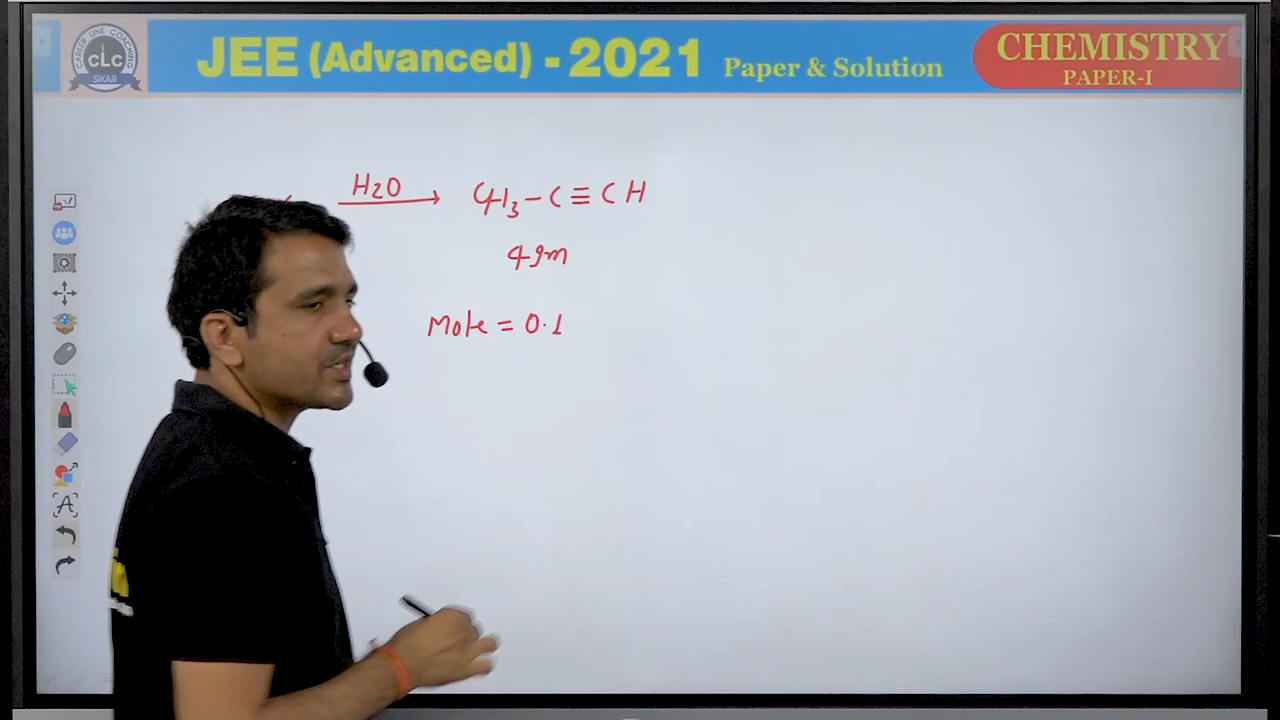 CAREER LINE COACHING
CLC
SIKAR
JEE (Advanced) - 2021 Paper & Solution
CHEMISTRY
PAPER-I
H2O
CH3-C≡CH
4gm
Mole = 0.1